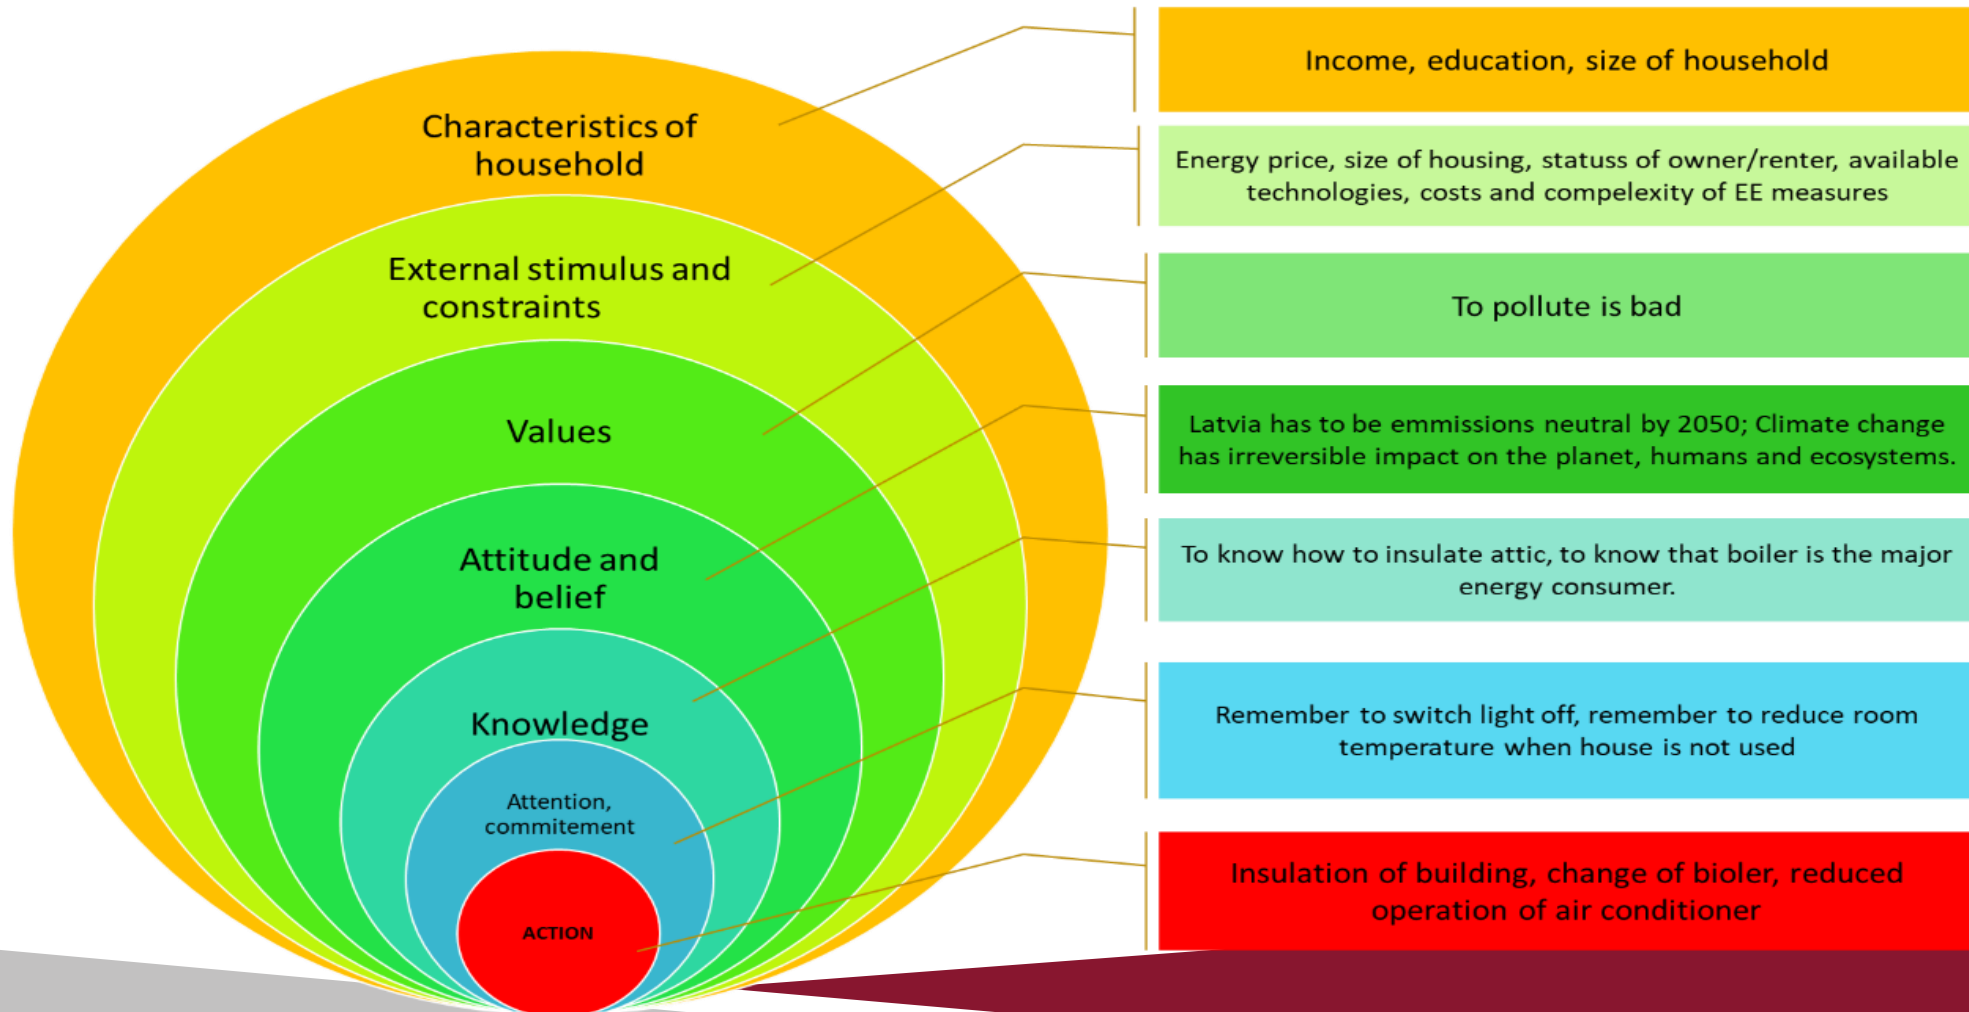 Characteristics of
household
External stimulus and
constraints
Values
Attitude and
belief
Knowledge
Attention,
commitement
ACTION
Income, education, size of household
Energy price, size of housing, statuss of owner/renter, available
technologies, costs and compelexity of EE measures
To pollute is bad
Latvia has to be emmissions neutral by 2050; Climate change
has irreversible impact on the planet, humans and ecosystems.
To know how to insulate attic, to know that boiler is the major
energy consumer.
Remember to switch light off, remember to reduce room
temperature when house is not used
Insulation of building, change of bioler, reduced
operation of air conditioner